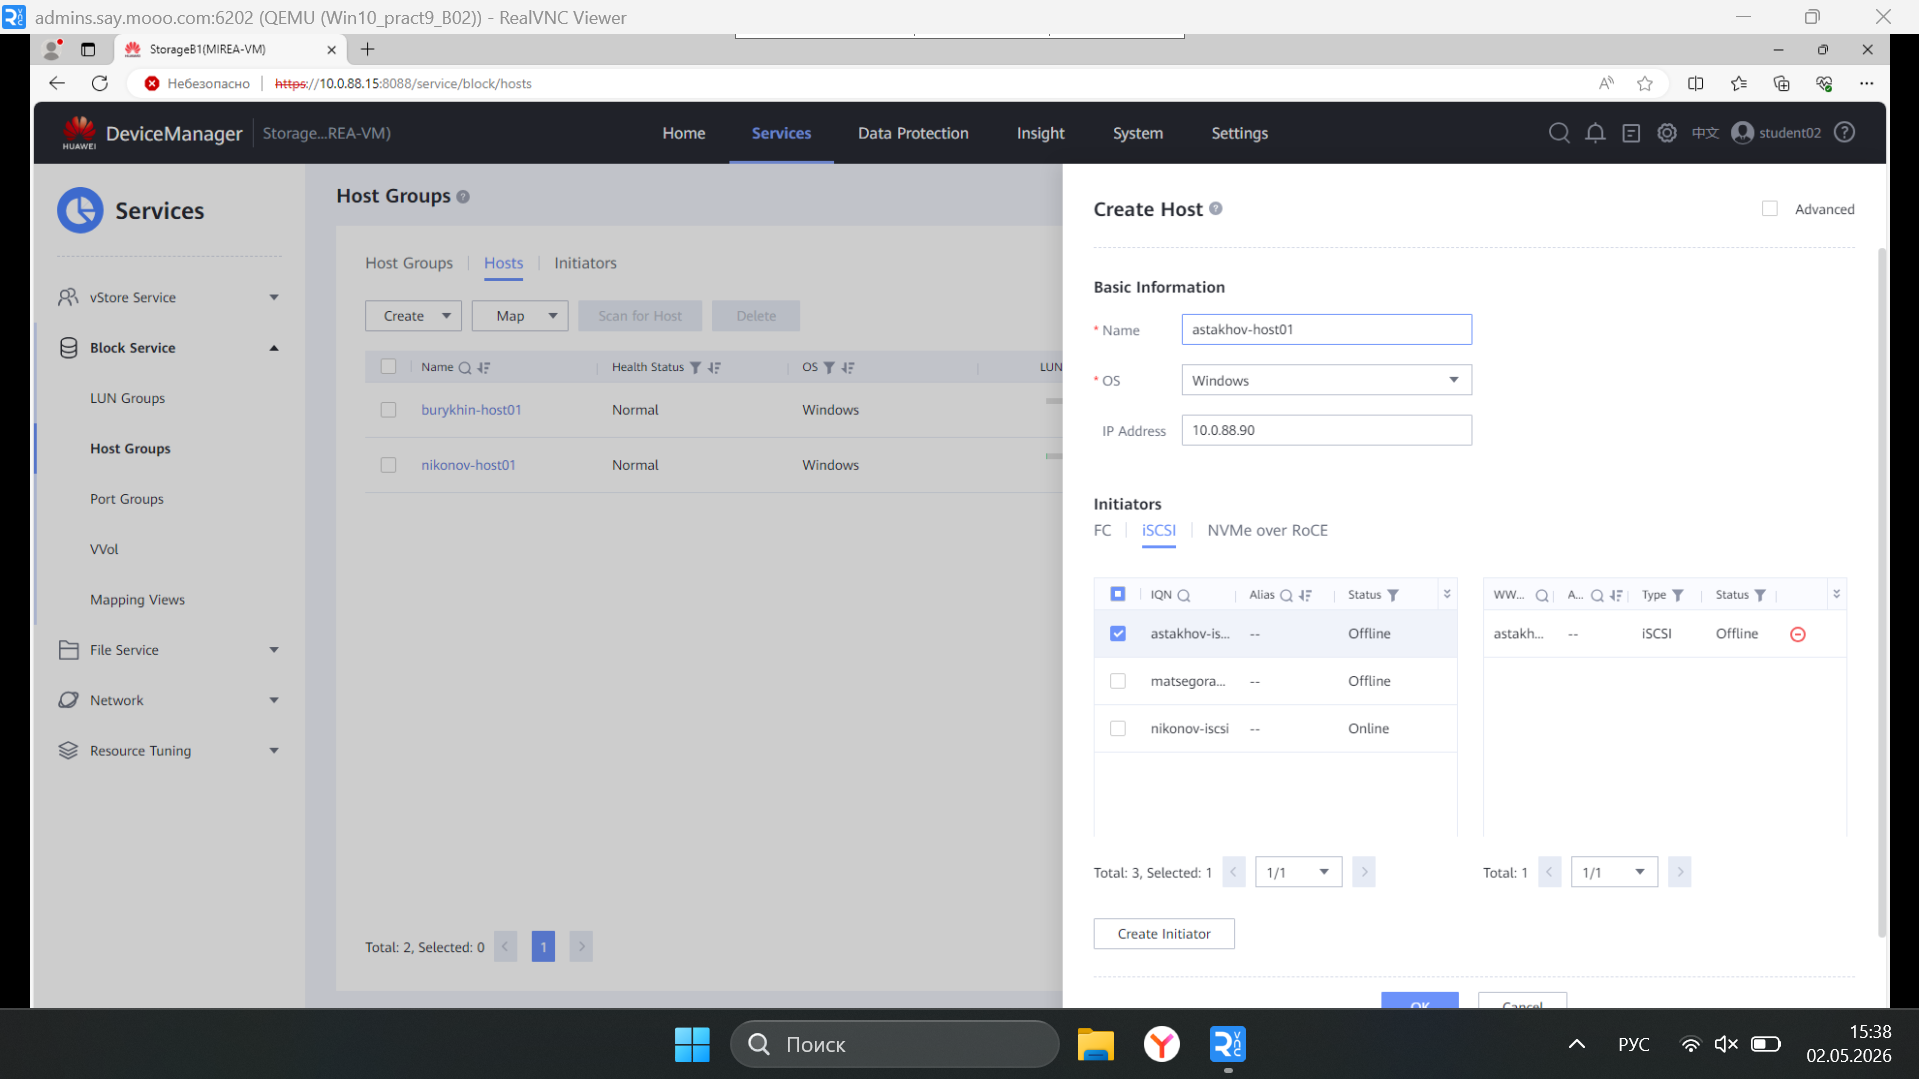 admins.say.mooo.com:6202 (QEMU (Win10_pract9_B02)) - RealVNC Viewer
StorageB1(MIREA-VM)
Небезопасно https://10.0.88.15:8088/service/block/hosts
HUAWEI DeviceManager Storage...REA-VM) Home Services Data Protection Insight System Settings 中文 student02
Services
vStore Service
Block Service
LUN Groups
Host Groups
Port Groups
VVol
Mapping Views
File Service
Network
Resource Tuning
Host Groups
Host Groups Hosts Initiators
Create Map Scan for Host Delete
Name Health Status OS LUN
burykhin-host01 Normal Windows
nikonov-host01 Normal Windows
Total: 2, Selected: 0 1
Create Host Advanced
Basic Information
* Name astakhov-host01
* OS Windows
IP Address 10.0.88.90
Initiators
FC iSCSI NVMe over RoCE
IQN Alias Status
astakhov-is... -- Offline
matsegora... -- Offline
nikonov-iscsi -- Online
Total: 3, Selected: 1 1/1
WW... A... Type Status
astakh... -- iSCSI Offline
Total: 1 1/1
Create Initiator
OK Cancel
Поиск
РУС
15:38
02.05.2026